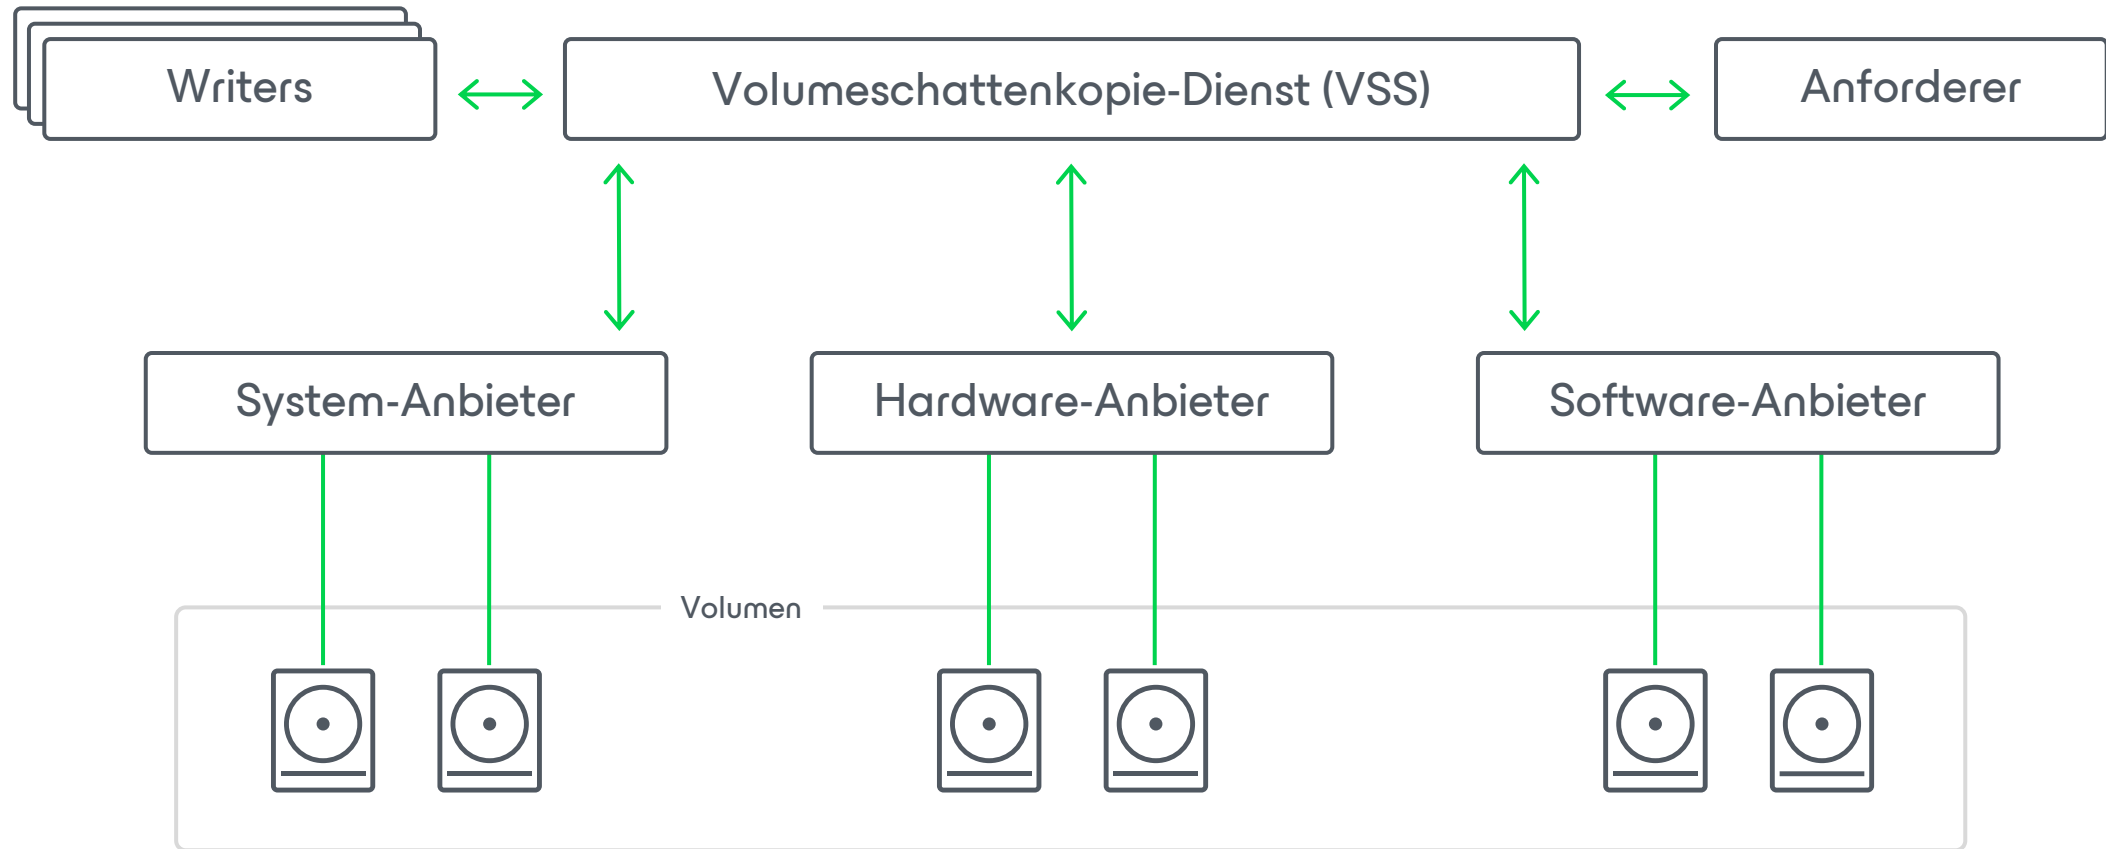 Writers
Volumeschattenkopie-Dienst (VSS)
Anforderer
System-Anbieter
Hardware-Anbieter
Software-Anbieter
Volumen